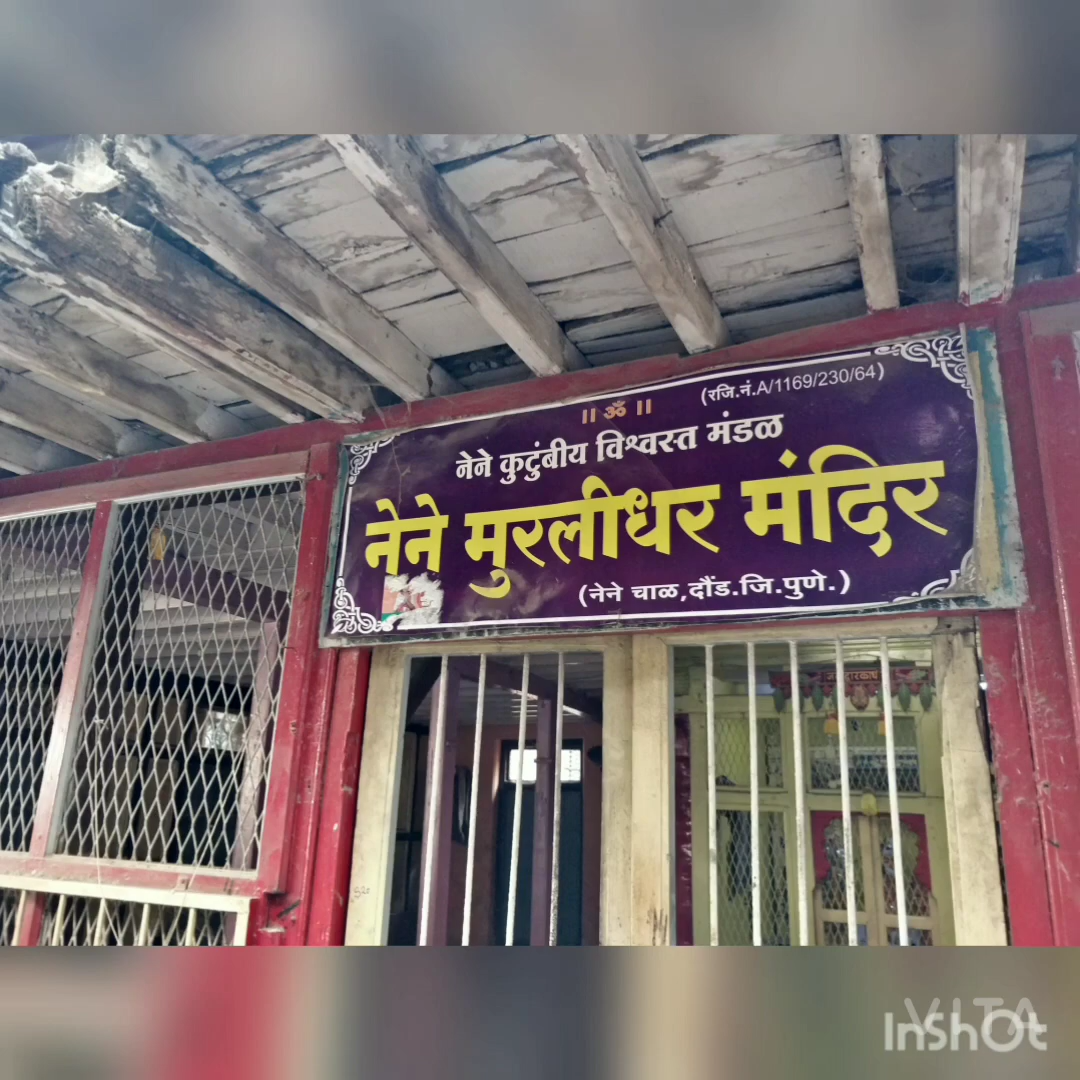 (रजि.नं.A/1169/230/64)
॥ ॐ ॥
नेने कुटुंबीय विश्वस्त मंडळ
नेने मुरलीधर मंदिर
(नेने चाळ,दौंड.जि.पुणे.)
VITA
InShOt